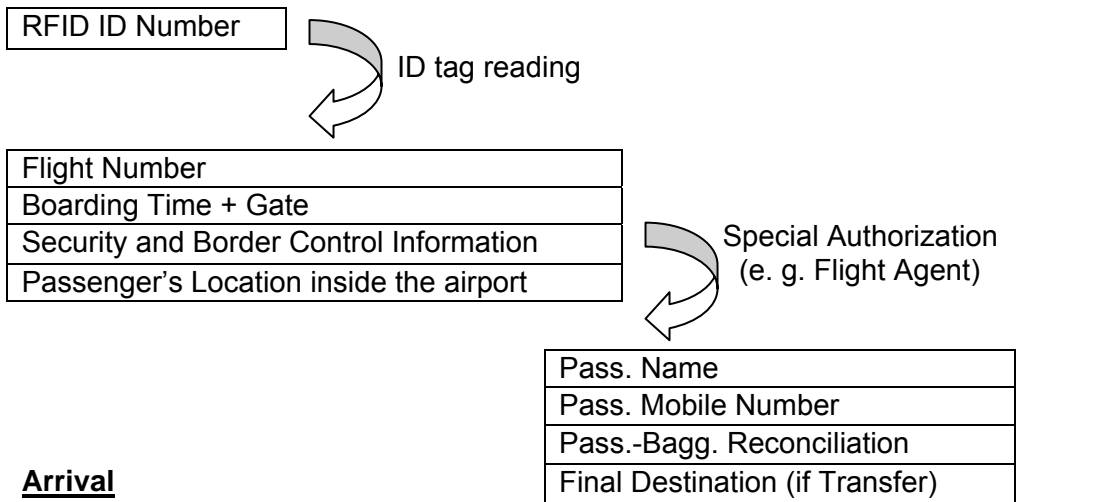 RFID ID Number
ID tag reading
Flight Number
Boarding Time + Gate
Security and Border Control Information
Passenger’s Location inside the airport
Special Authorization
(e. g. Flight Agent)
Pass. Name
Pass. Mobile Number
Pass.-Bagg. Reconciliation
Final Destination (if Transfer)
Arrival